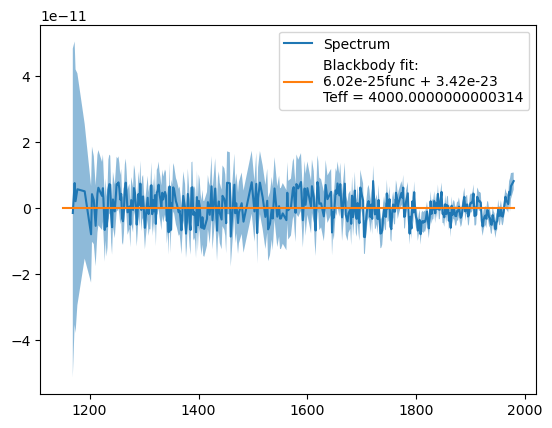 1e−11
Spectrum
Blackbody fit:
6.02e-25func + 3.42e-23
Teff = 4000.0000000000314
4
2
0
−2
−4
1200
1400
1600
1800
2000